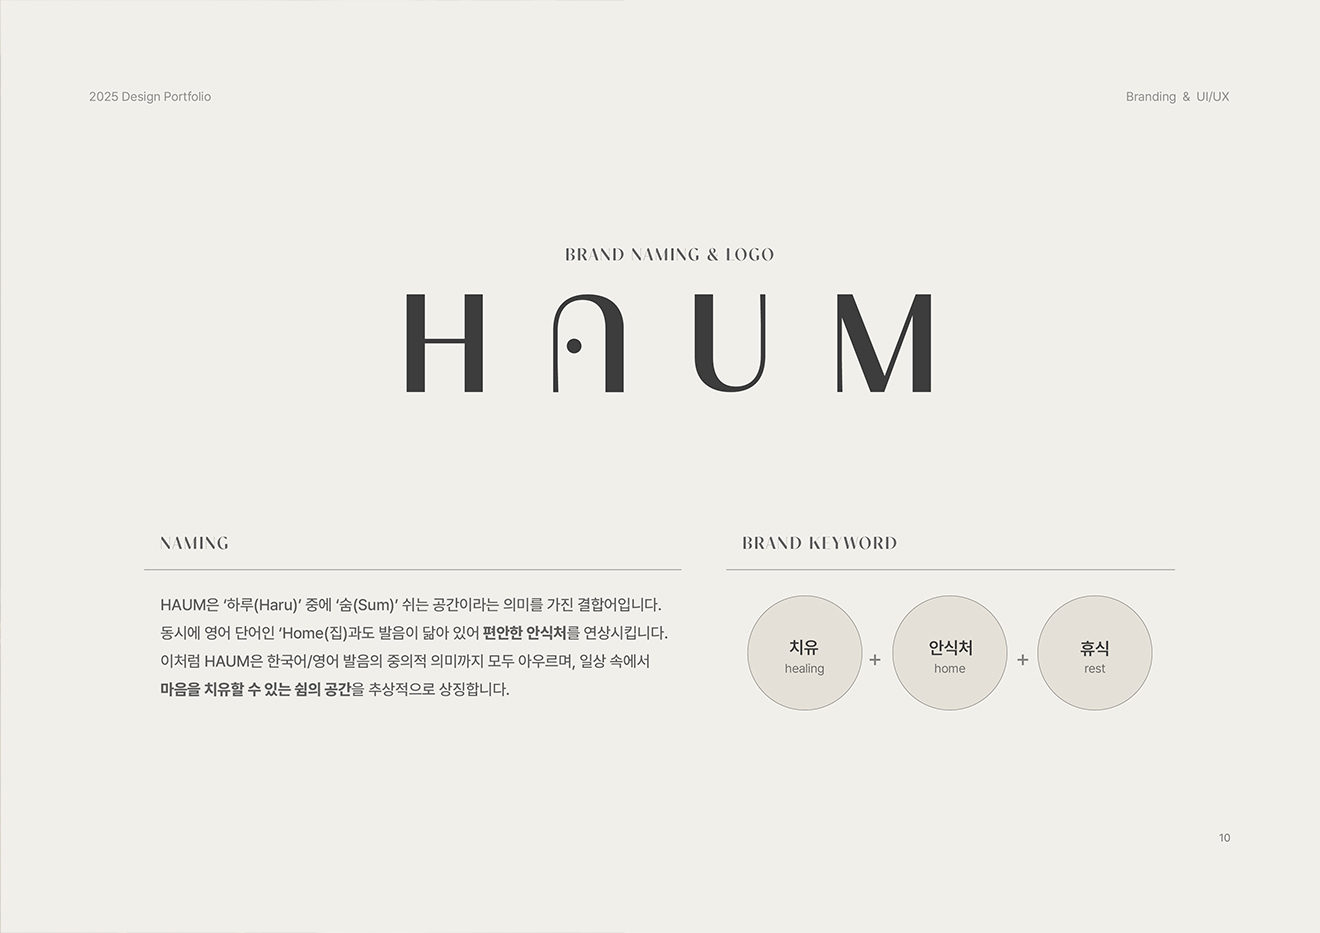 2025 Design Portfolio
Branding & UI/UX
BRAND NAMING & LOGO
HAUM
NAMING
HAUM은 ‘하루(Haru)’ 중에 ‘숨(Sum)’ 쉬는 공간이라는 의미를 가진 결합어입니다.
동시에 영어 단어인 ‘Home(집)과도 발음이 닮아 있어 편안한 안식처를 연상시킵니다.
이처럼 HAUM은 한국어/영어 발음의 중의적 의미까지 모두 아우르며, 일상 속에서
마음을 치유할 수 있는 쉼의 공간을 추상적으로 상징합니다.
BRAND KEYWORD
치유
healing
+
안식처
home
+
휴식
rest
10